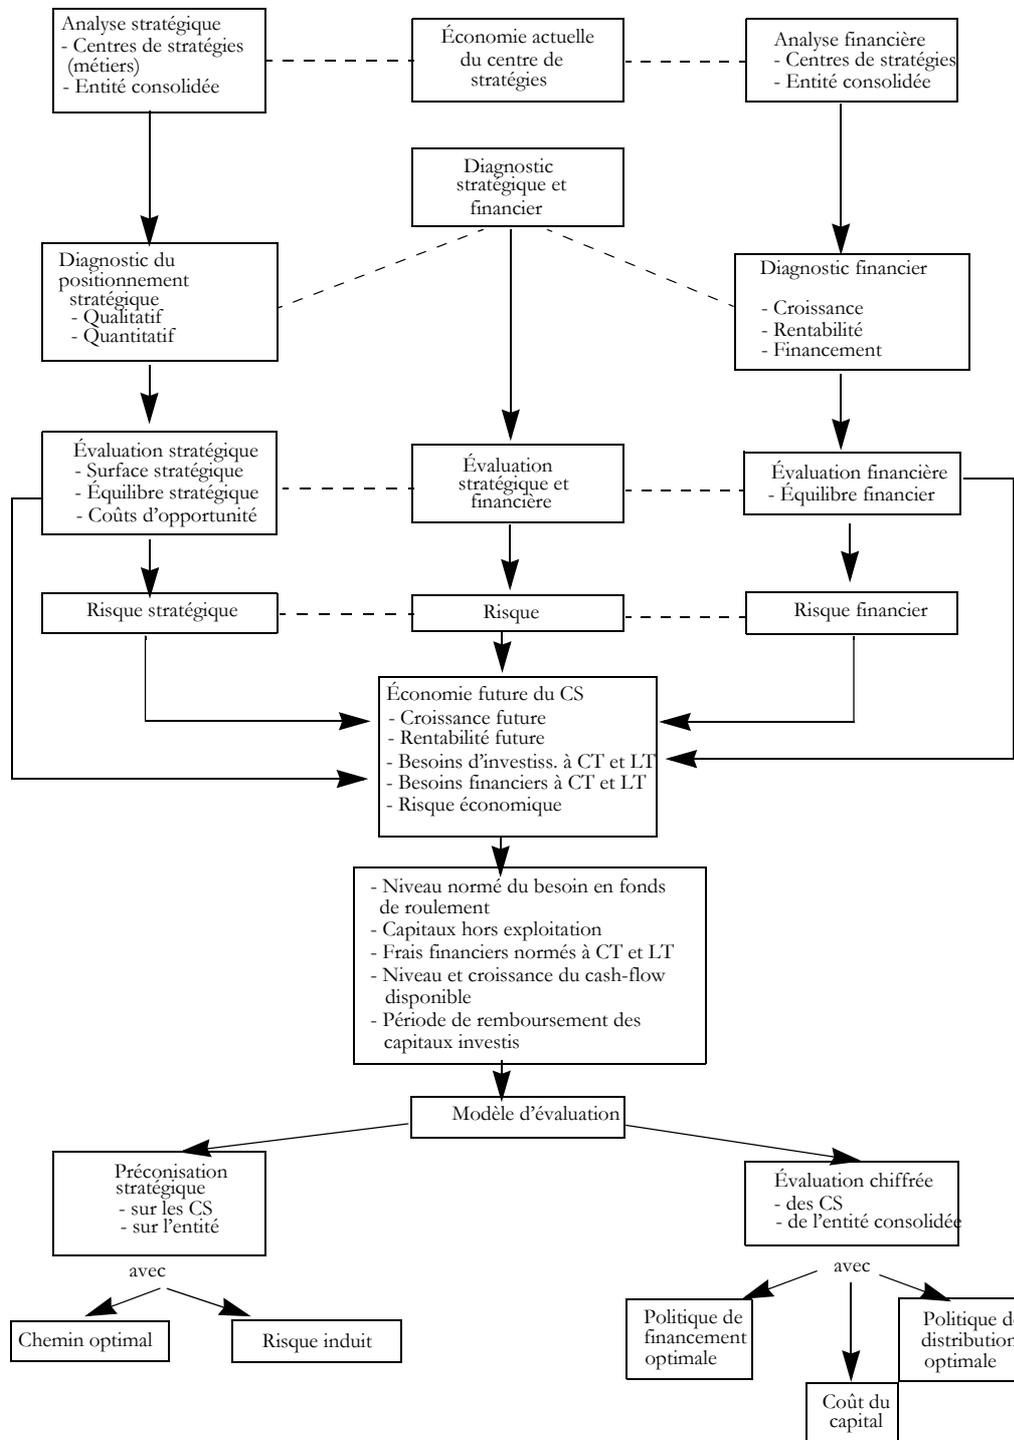 Analyse stratégique
- Centres de stratégies
(métiers)
- Entité consolidée
Économie actuelle
du centre de
stratégies
Analyse financière
- Centres de stratégies
- Entité consolidée
Diagnostic
stratégique et
financier
Diagnostic du
positionnement
stratégique
- Qualitatif
- Quantitatif
Diagnostic financier
- Croissance
- Rentabilité
- Financement
Évaluation stratégique
- Surface stratégique
- Équilibre stratégique
- Coûts d’opportunité
Évaluation
stratégique et
financière
Évaluation financière
- Équilibre financier
Risque stratégique
Risque
Risque financier
Économie future du CS
- Croissance future
- Rentabilité future
- Besoins d’investiss. à CT et LT
- Besoins financiers à CT et LT
- Risque économique
- Niveau normé du besoin en fonds
de roulement
- Capitaux hors exploitation
- Frais financiers normés à CT et LT
- Niveau et croissance du cash-flow
disponible
- Période de remboursement des
capitaux investis
Modèle d’évaluation
Préconisation
stratégique
- sur les CS
- sur l’entité
avec
Chemin optimal
Risque induit
Évaluation chiffrée
- des CS
- de l’entité consolidée
avec
Politique de
financement
optimale
Coût du
capital
Politique de
distribution
optimale